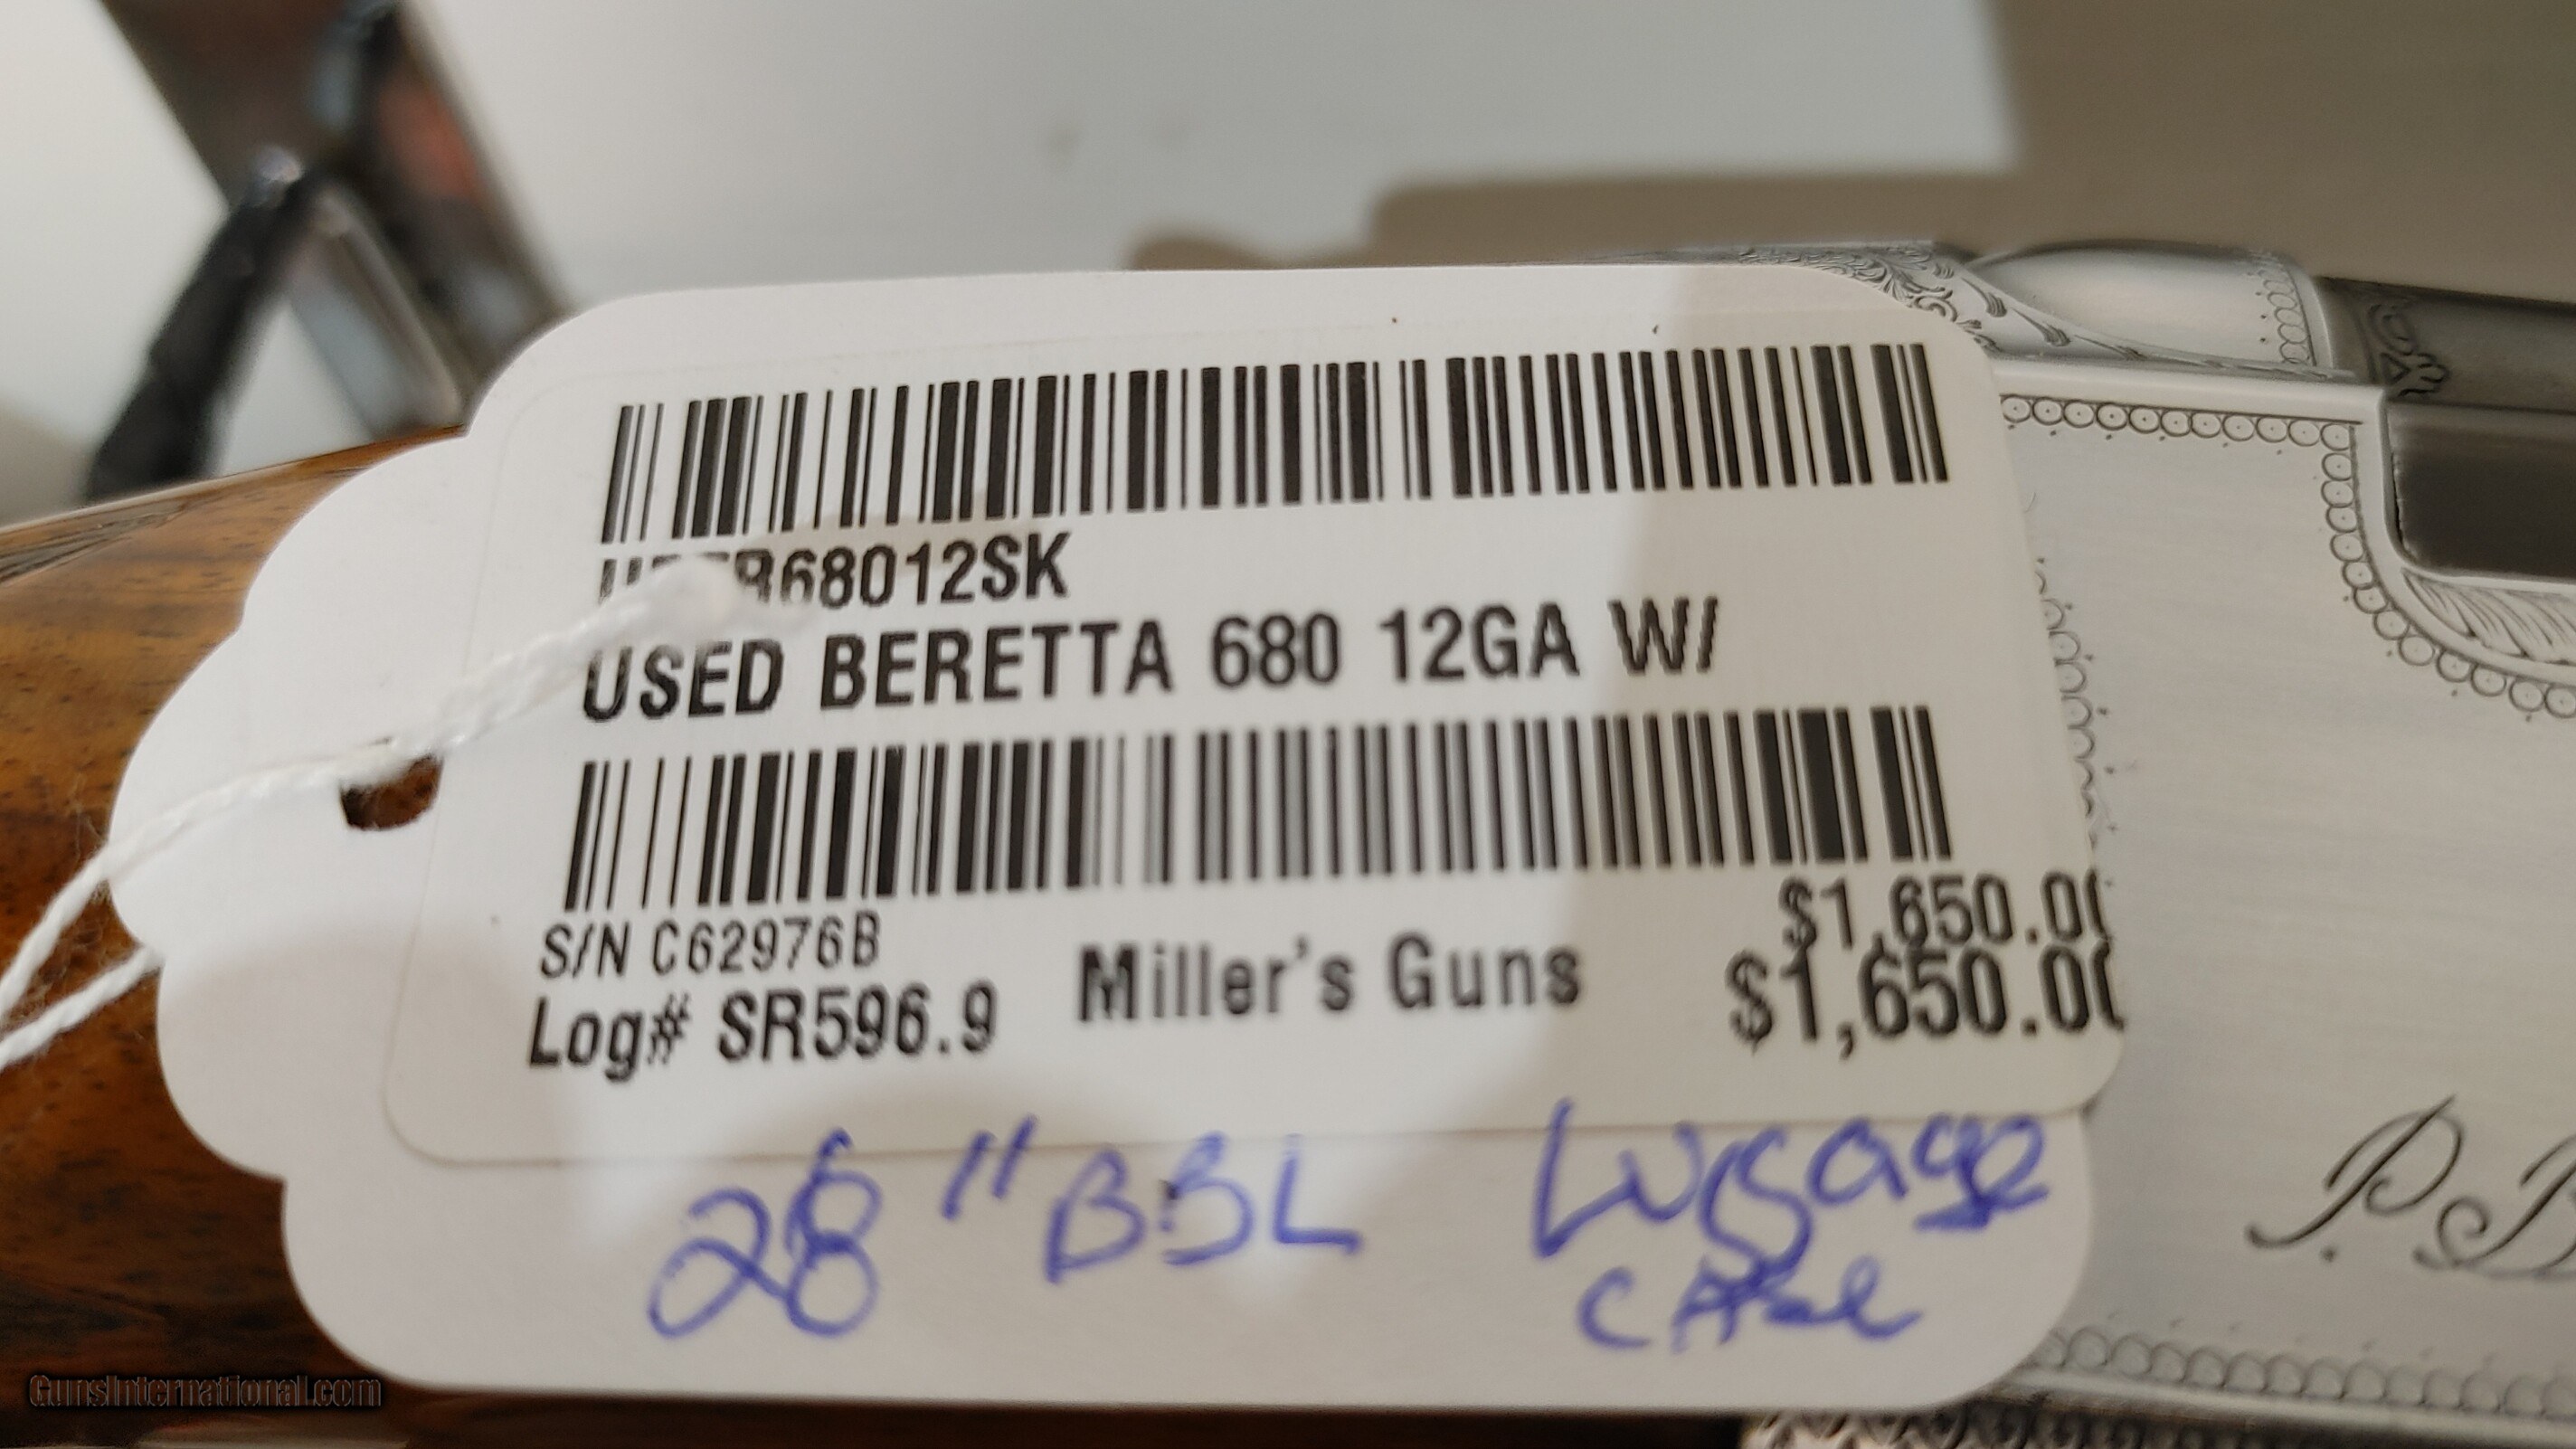 USED BERETTA 680 12GA W/
S/N C62976B
Log# SR596.9
Miller's Guns
$1,650.00
$1,650.00
28" BBL
Luggage
case
P.B
GunsInternational.com